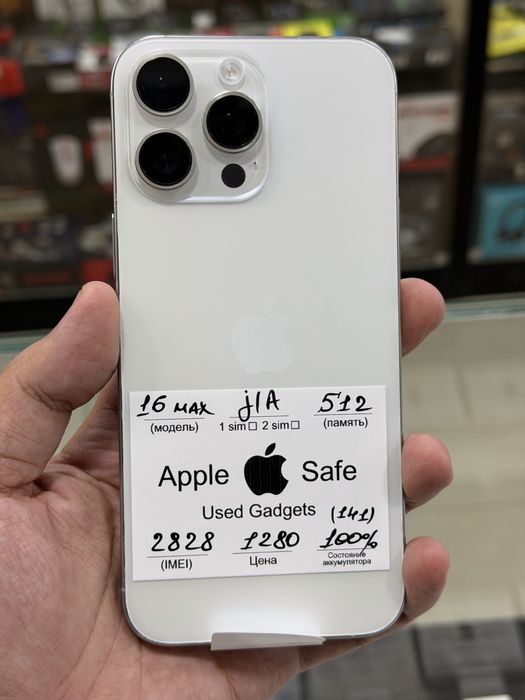 16 max j/A 512
(модель) 1 sim□ 2 sim□ (память)
Apple Safe
Used Gadgets (141)
2828 1280 100%
(IMEI) Цена Состояние аккумулятора